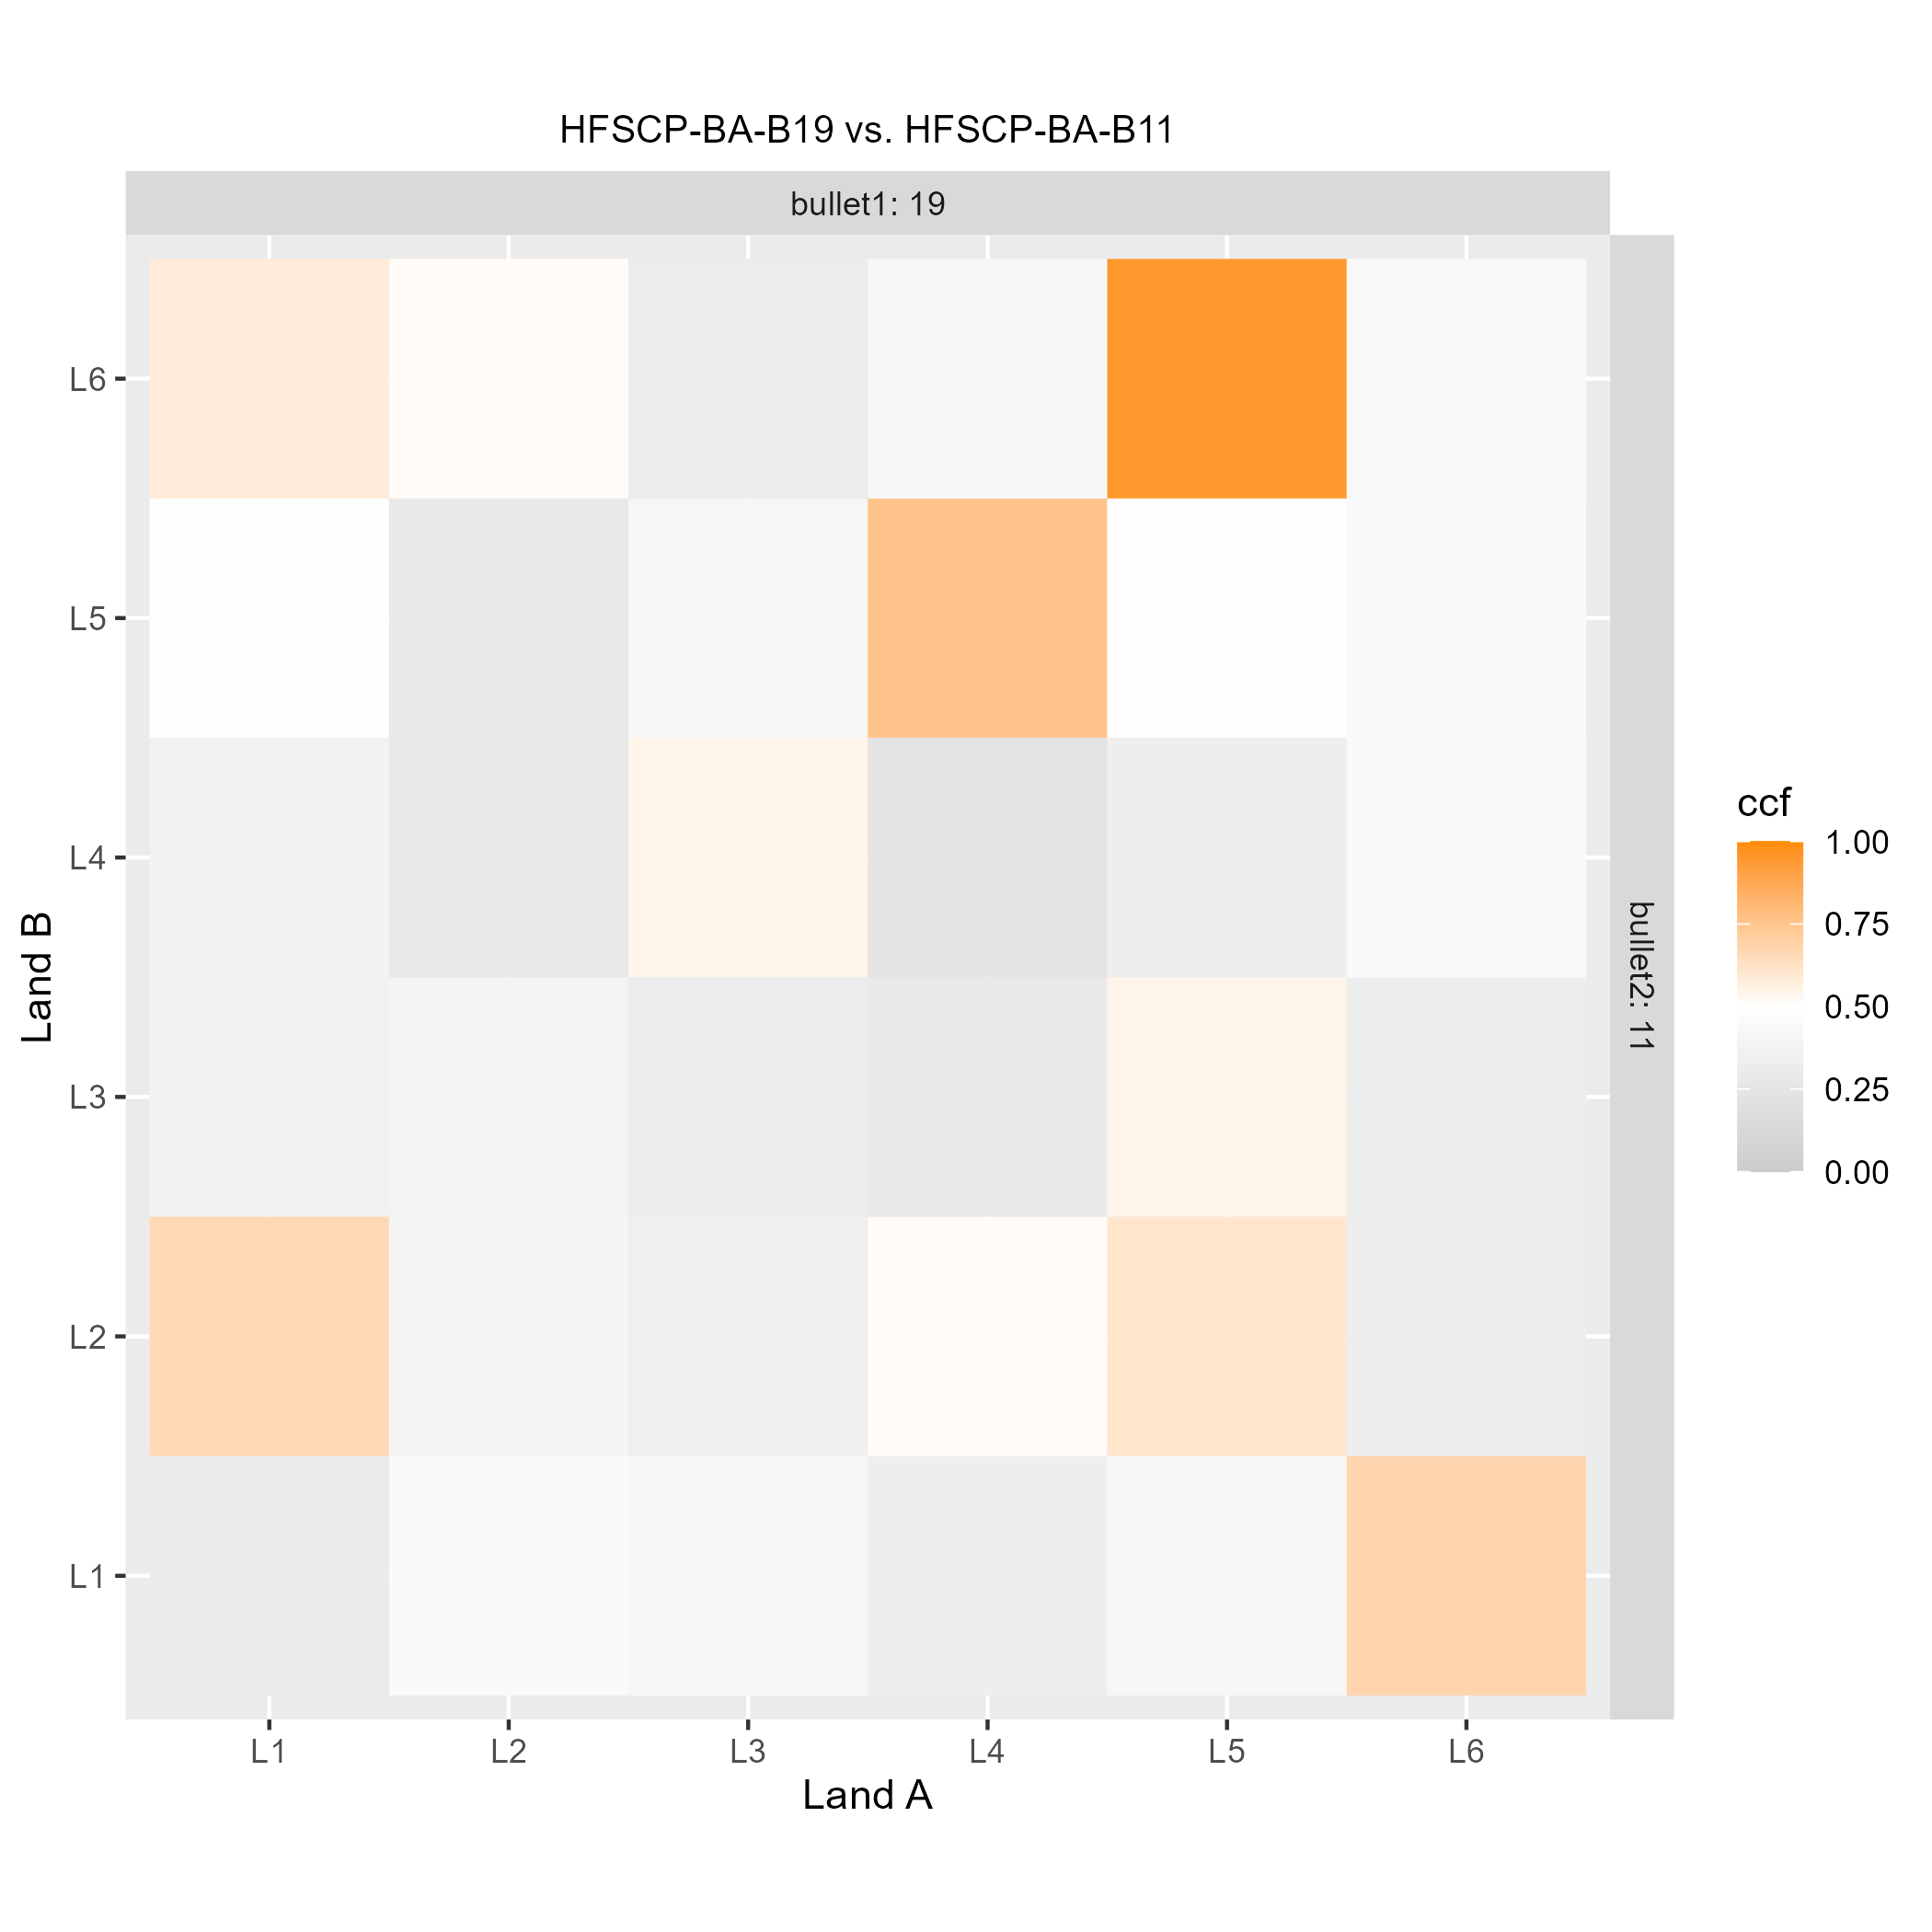 HFSCP-BA-B19 vs. HFSCP-BA-B11
bullet1: 19
L6
L5
L4
L3
L2
L1
Land B
bullet2: 11
ccf
1.00
0.75
0.50
0.25
0.00
L1 L2 L3 L4 L5 L6
Land A